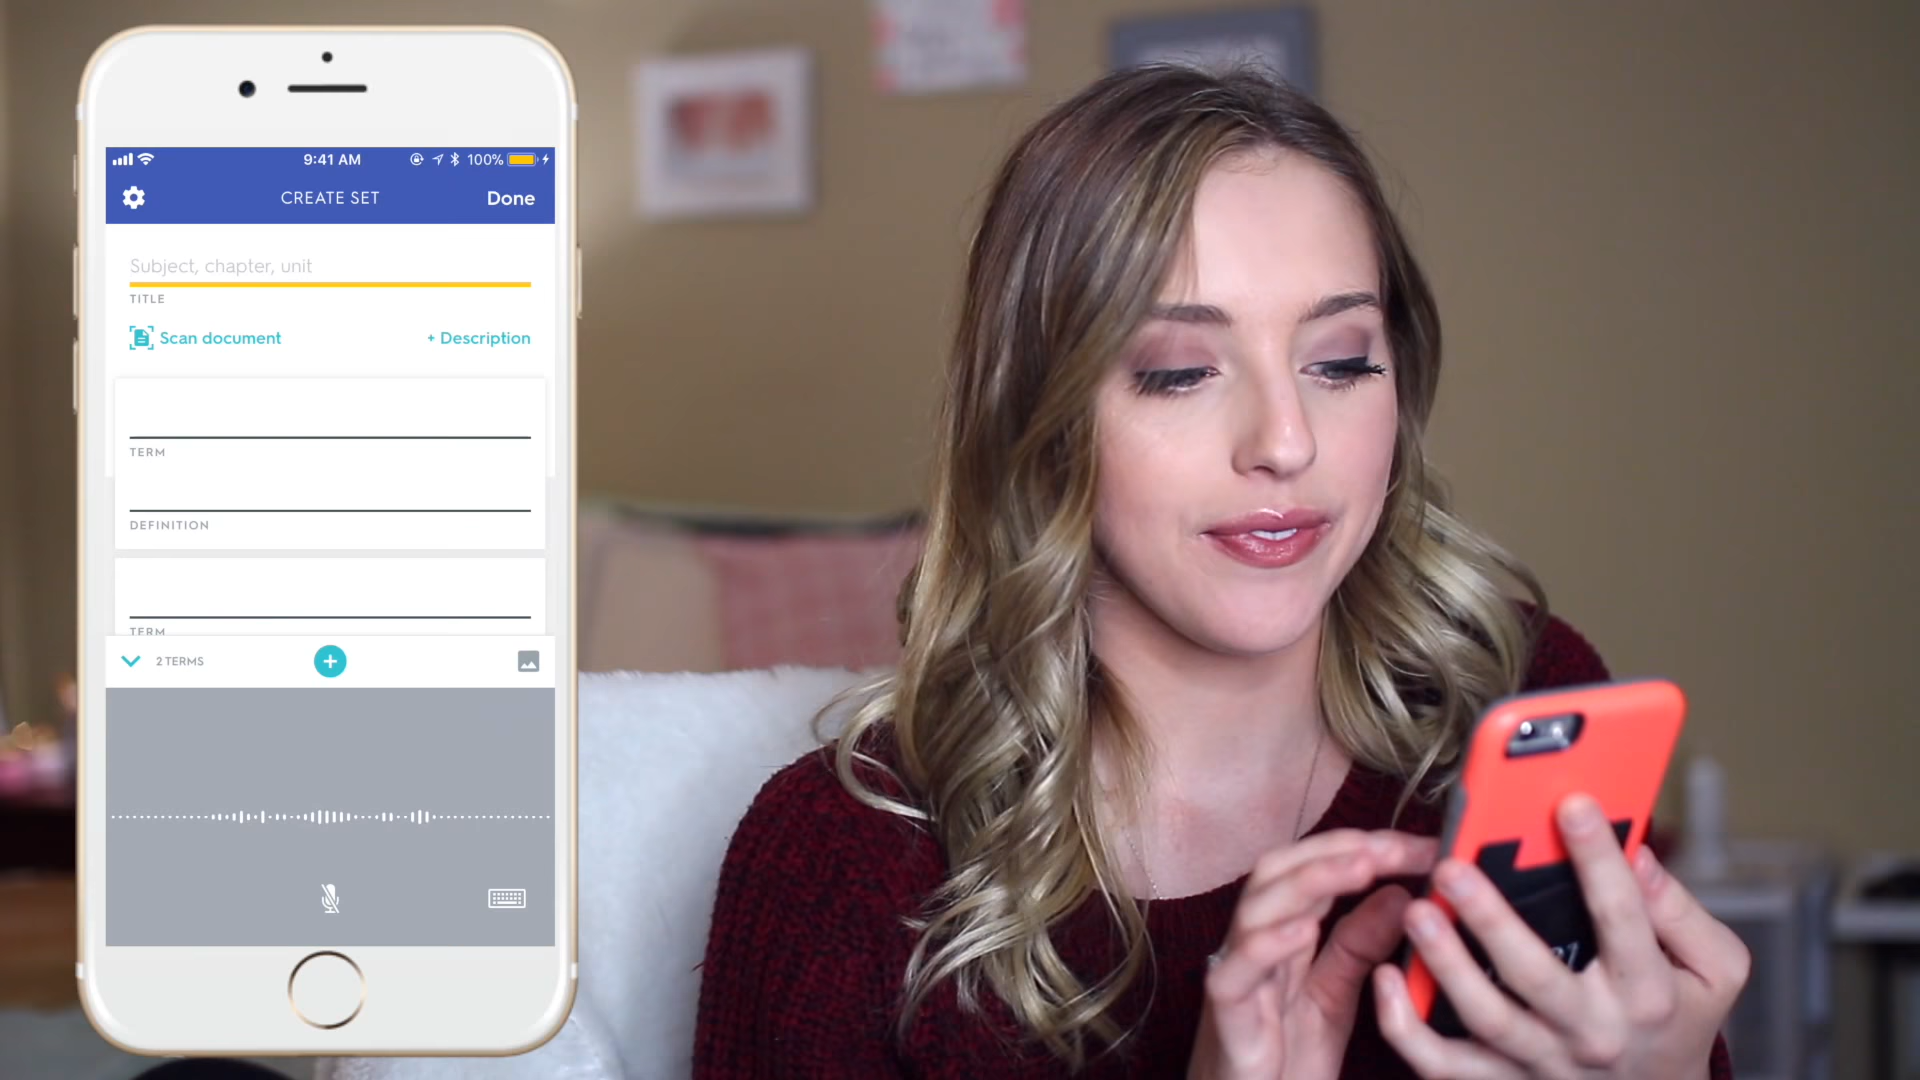 9:41 AM
100%
CREATE SET
Done
Subject, chapter, unit
TITLE
Scan document
+ Description
TERM
DEFINITION
TERM
2 TERMS